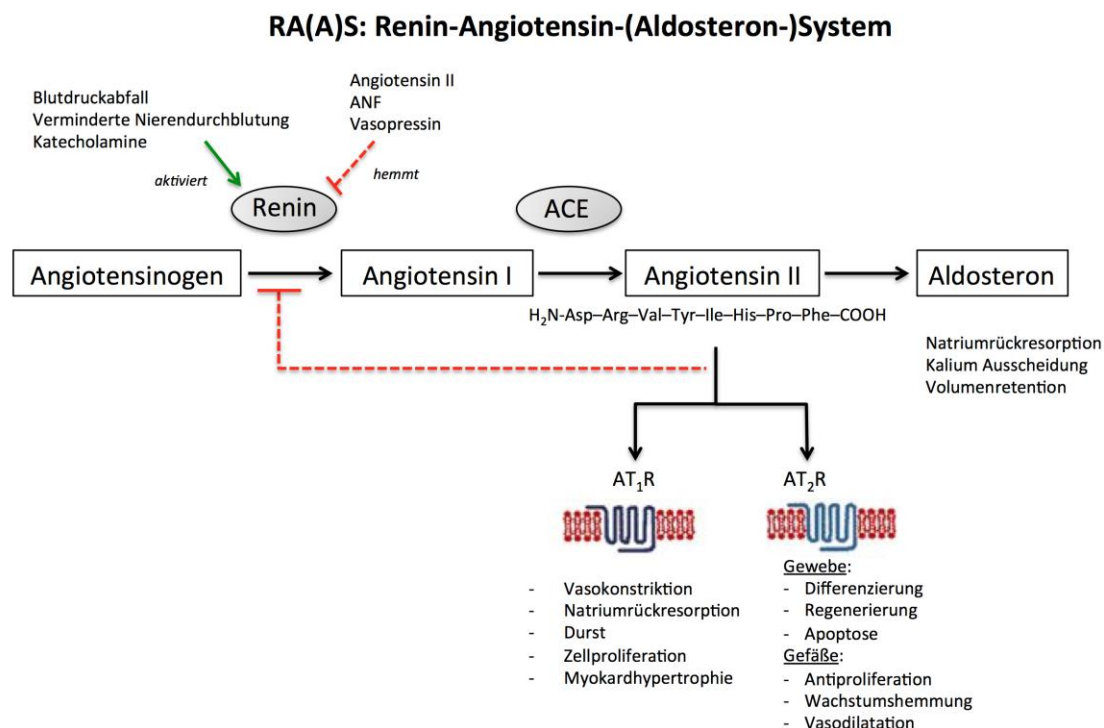 RA(A)S: Renin-Angiotensin-(Aldosteron-)System
Blutdruckabfall
Verminderte Nierendurchblutung
Katecholamine
Angiotensin II
ANF
Vasopressin
aktiviert
hemmt
Renin
ACE
Angiotensinogen
Angiotensin I
Angiotensin II
Aldosteron
H₂N-Asp–Arg–Val–Tyr–Ile–His–Pro–Phe–COOH
Natriumrückresorption
Kalium Ausscheidung
Volumenretention
AT₁R
- Vasokonstriktion
- Natriumrückresorption
- Durst
- Zellproliferation
- Myokardhypertrophie
AT₂R
Gewebe:
- Differenzierung
- Regenerierung
- Apoptose
Gefäße:
- Antiproliferation
- Wachstumshemmung
- Vasodilatation